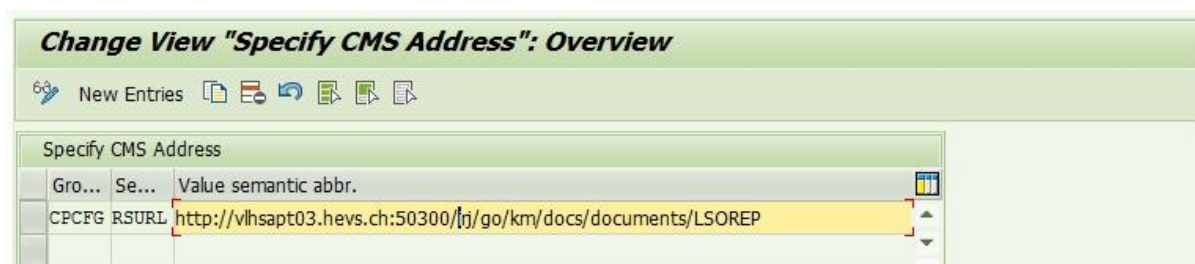 Change View "Specify CMS Address": Overview
New Entries
Specify CMS Address
Gro... Se... Value semantic abbr.
CPCFG RSURL http://vlhsapt03.hevs.ch:50300/irj/go/km/docs/documents/LSOREP